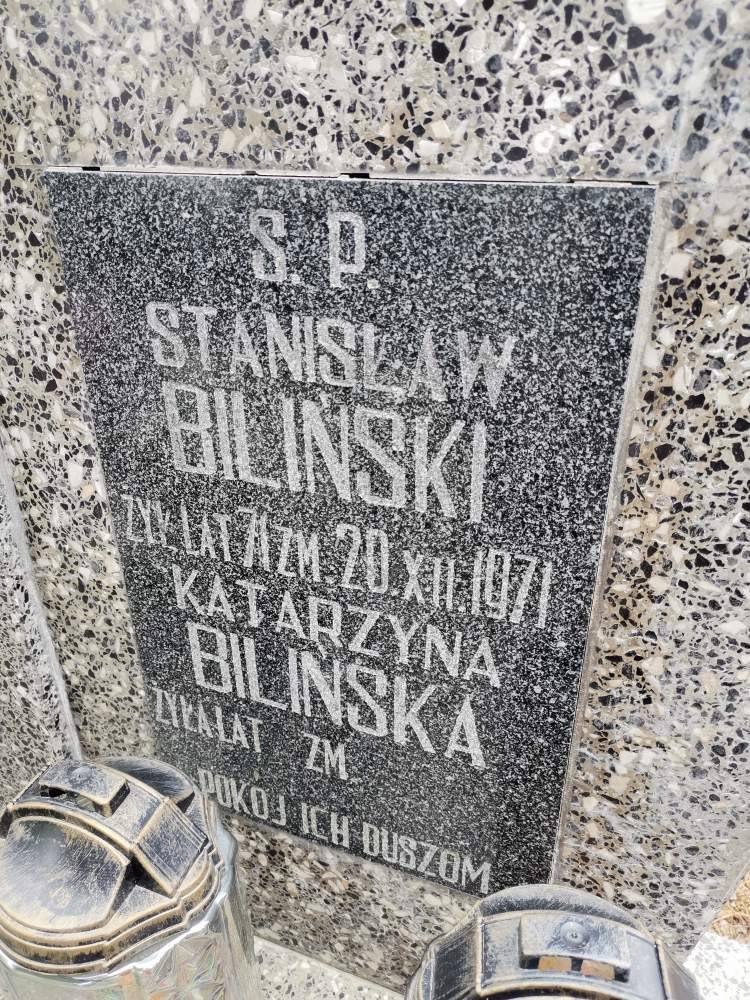 Ś. P.
STANISŁAW
BILIŃSKI
ŻYŁ LAT 71 ZM. 20.XII.1971
KATARZYNA
BILIŃSKA
ŻYŁA LAT ZM
POKÓJ ICH DUSZOM